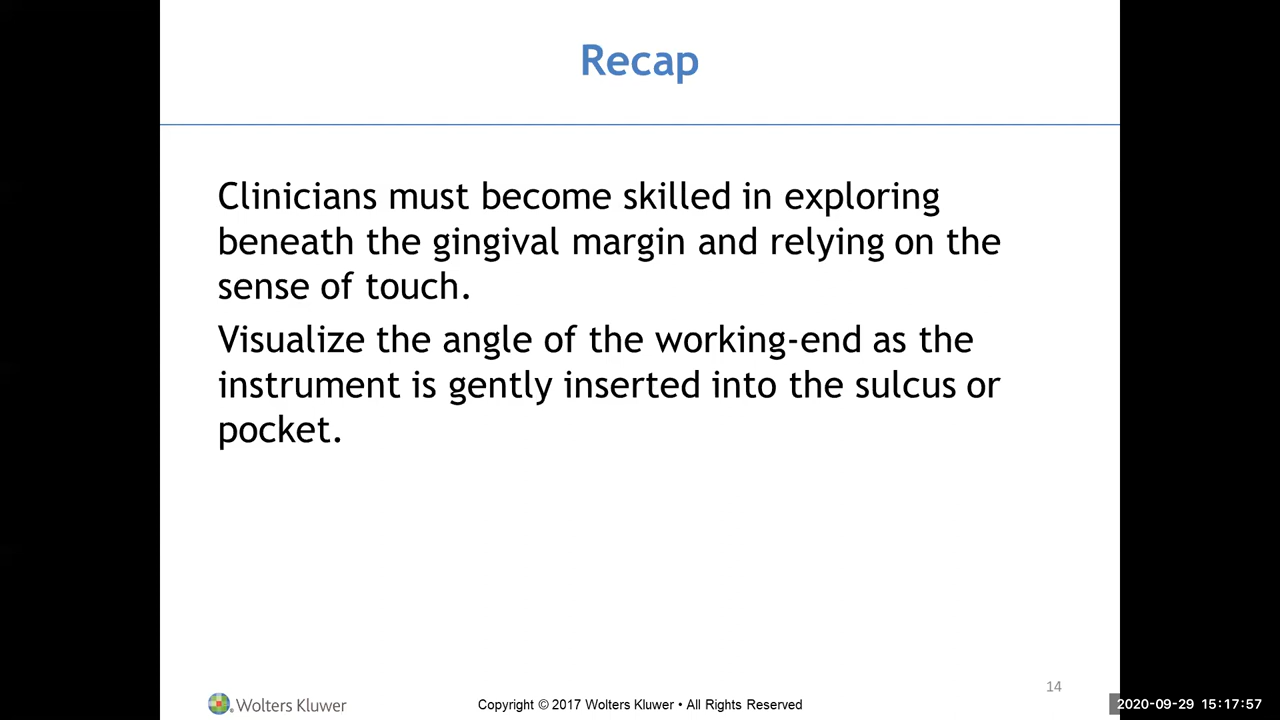 Recap
Clinicians must become skilled in exploring
beneath the gingival margin and relying on the
sense of touch.
Visualize the angle of the working-end as the
instrument is gently inserted into the sulcus or
pocket.
14
Wolters Kluwer
Copyright © 2017 Wolters Kluwer • All Rights Reserved
2020-09-29 15:17:57